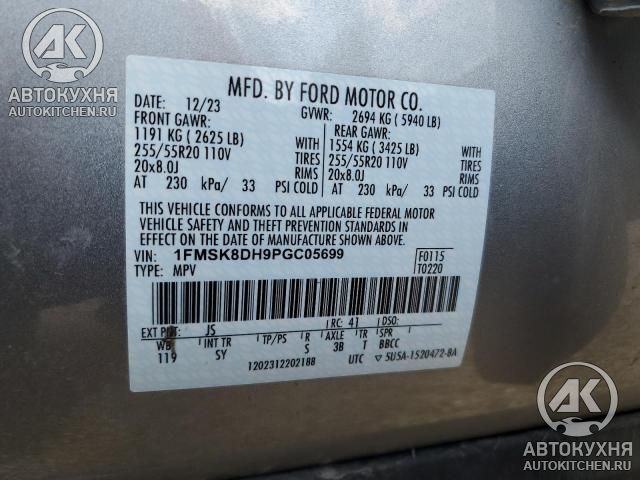 АВТОКУХНЯ
AUTOKITCHEN.RU
MFD. BY FORD MOTOR CO.
DATE: 12/23 GVWR: 2694 KG ( 5940 LB)
FRONT GAWR: REAR GAWR:
1191 KG ( 2625 LB) WITH 1554 KG ( 3425 LB) WITH
255/55R20 110V TIRES 255/55R20 110V TIRES
20x8.0J RIMS 20x8.0J RIMS
AT 230 kPa/ 33 PSI COLD AT 230 kPa/ 33 PSI COLD
THIS VEHICLE CONFORMS TO ALL APPLICABLE FEDERAL MOTOR
VEHICLE SAFETY AND THEFT PREVENTION STANDARDS IN
EFFECT ON THE DATE OF MANUFACTURE SHOWN ABOVE.
VIN: 1FMSK8DH9PGC05699 F0115
TYPE: MPV T0220
EXT PNT: JS RC: 41 DSO:
WB INT TR TP/PS R AXLE TR SPR
119 SY S 3B T BBCC
1202312202188 UTC ▽ 5U5A-1520472-BA
АВТОКУХНЯ
AUTOKITCHEN.RU